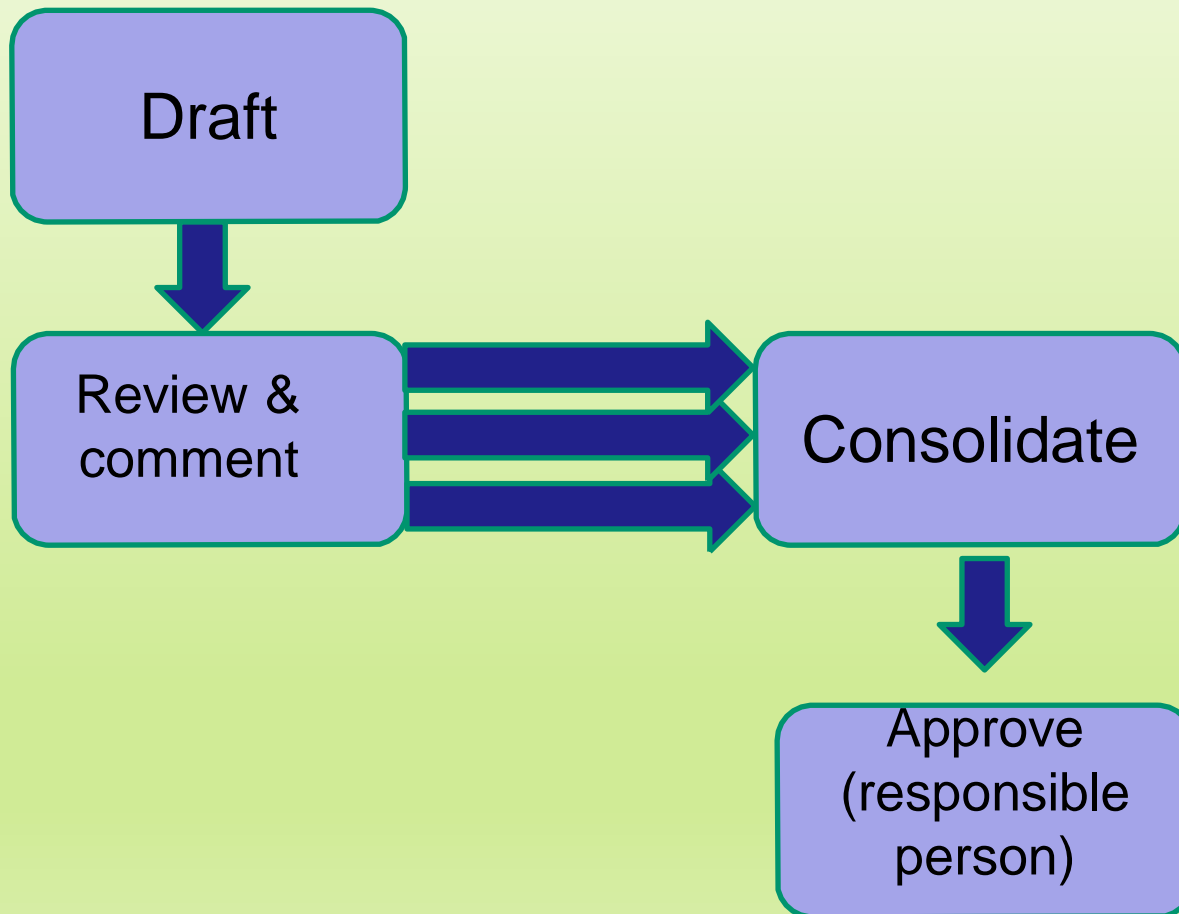 Draft
Review &
comment
Consolidate
Approve
(responsible
person)